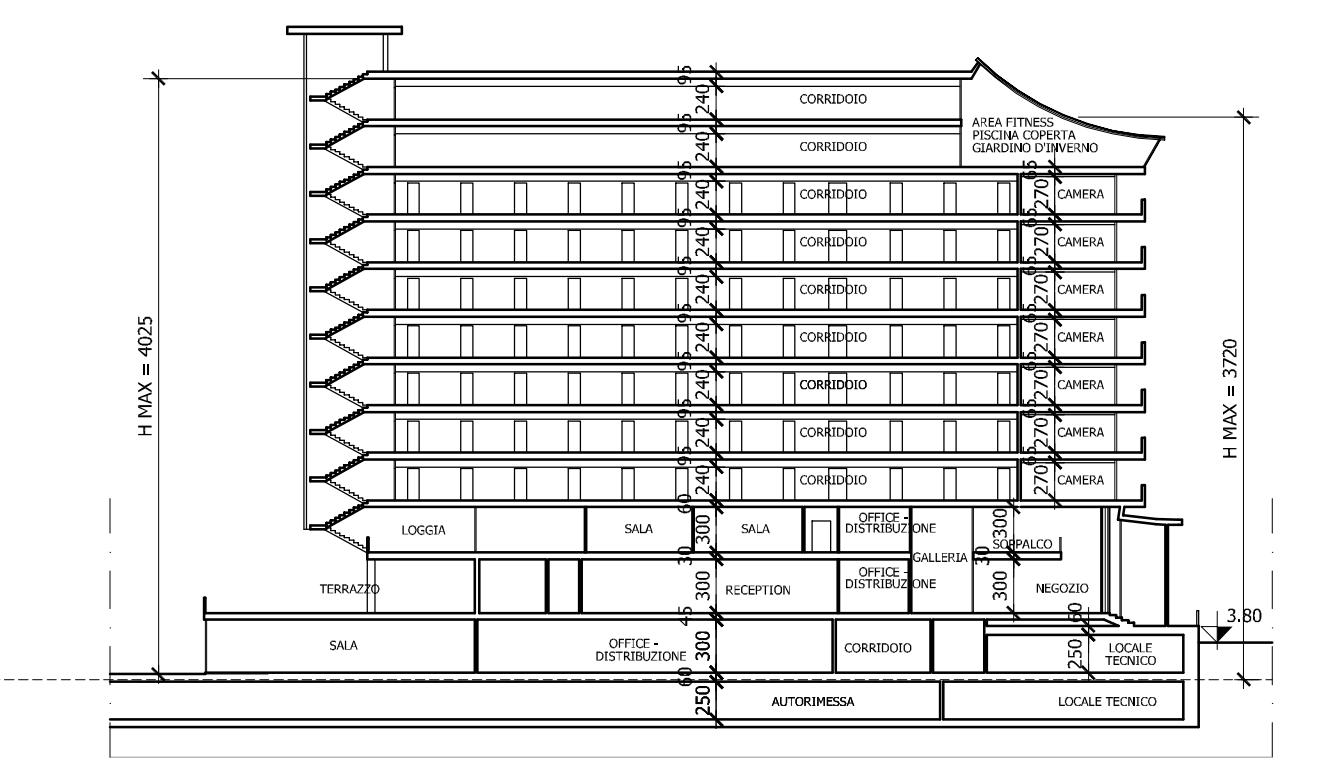 95
240
CORRIDOIO
AREA FITNESS
PISCINA COPERTA
GIARDINO D'INVERNO
95
240
CORRIDOIO
95
65
240
CORRIDOIO
270
CAMERA
95
65
240
CORRIDOIO
270
CAMERA
95
65
240
CORRIDOIO
270
CAMERA
95
65
240
CORRIDOIO
270
CAMERA
95
65
240
CORRIDOIO
270
CAMERA
95
65
240
CORRIDOIO
270
CAMERA
95
65
240
CORRIDOIO
270
CAMERA
60
H MAX = 4025
H MAX = 3720
LOGGIA
SALA
300
SALA
OFFICE -
DISTRIBUZIONE
300
SOPPALCO
GALLERIA
30
30
TERRAZZO
300
RECEPTION
OFFICE -
DISTRIBUZIONE
300
NEGOZIO
45
60
3.80
SALA
OFFICE -
DISTRIBUZIONE
300
CORRIDOIO
250
LOCALE
TECNICO
60
250
AUTORIMESSA
LOCALE TECNICO